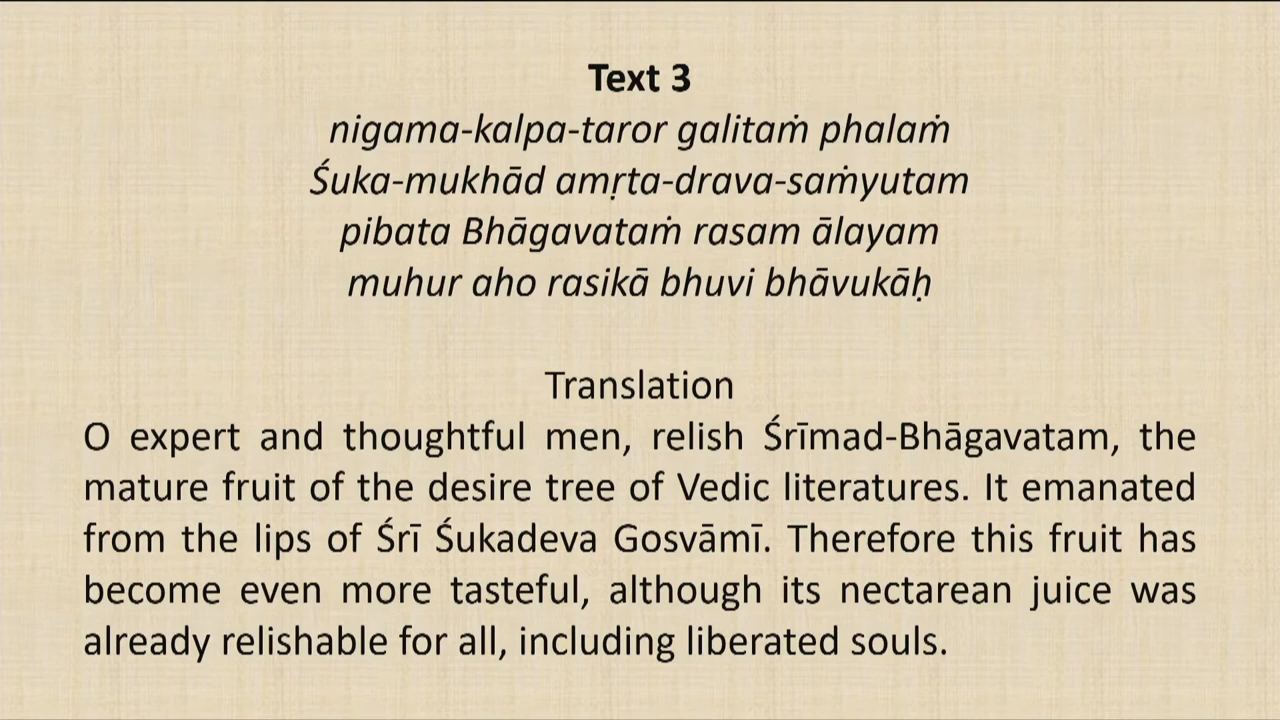 Text 3
nigama-kalpa-taror galitaṁ phalaṁ
Śuka-mukhād amṛta-drava-saṁyutam
pibata Bhāgavataṁ rasam ālayam
muhur aho rasikā bhuvi bhāvukāḥ
Translation
O expert and thoughtful men, relish Śrīmad-Bhāgavatam, the
mature fruit of the desire tree of Vedic literatures. It emanated
from the lips of Śrī Śukadeva Gosvāmī. Therefore this fruit has
become even more tasteful, although its nectarean juice was
already relishable for all, including liberated souls.